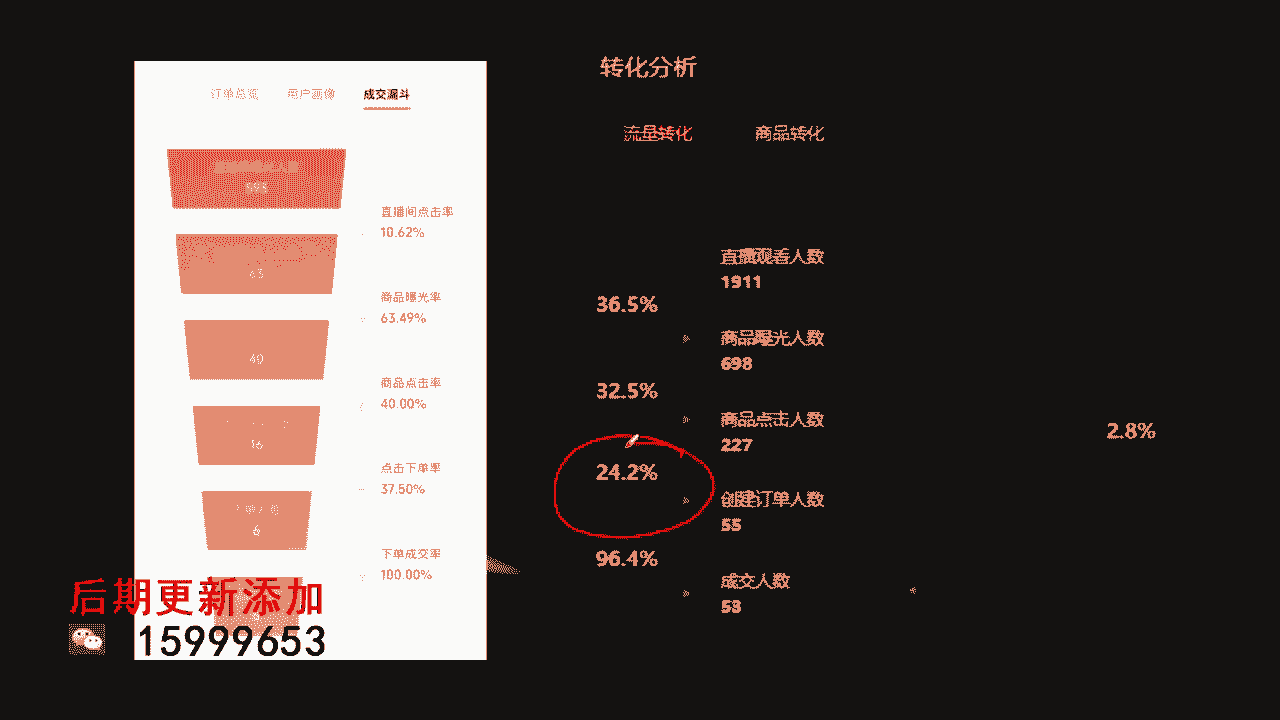 订单总览 用户画像 成交漏斗
593
直播间点击率
10.62%
63
商品曝光率
63.49%
40
商品点击率
40.00%
16
点击下单率
37.50%
6
下单成交率
100.00%
后期更新添加
15999653
转化分析
流量转化 商品转化
直播观看人数
1911
36.5%
商品曝光人数
698
32.5%
商品点击人数
227
24.2%
创建订单人数
55
96.4%
成交人数
53
2.8%